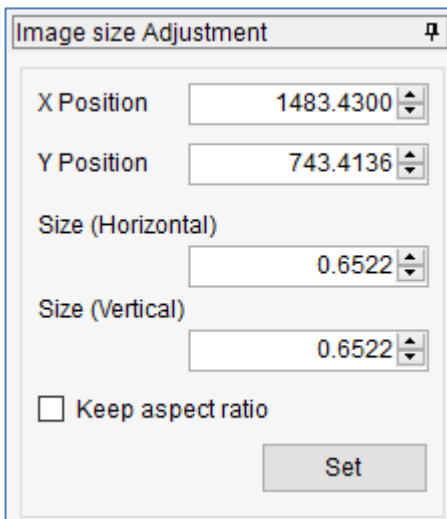 Image size Adjustment
X Position 1483.4300
Y Position 743.4136
Size (Horizontal)
0.6522
Size (Vertical)
0.6522
Keep aspect ratio
Set